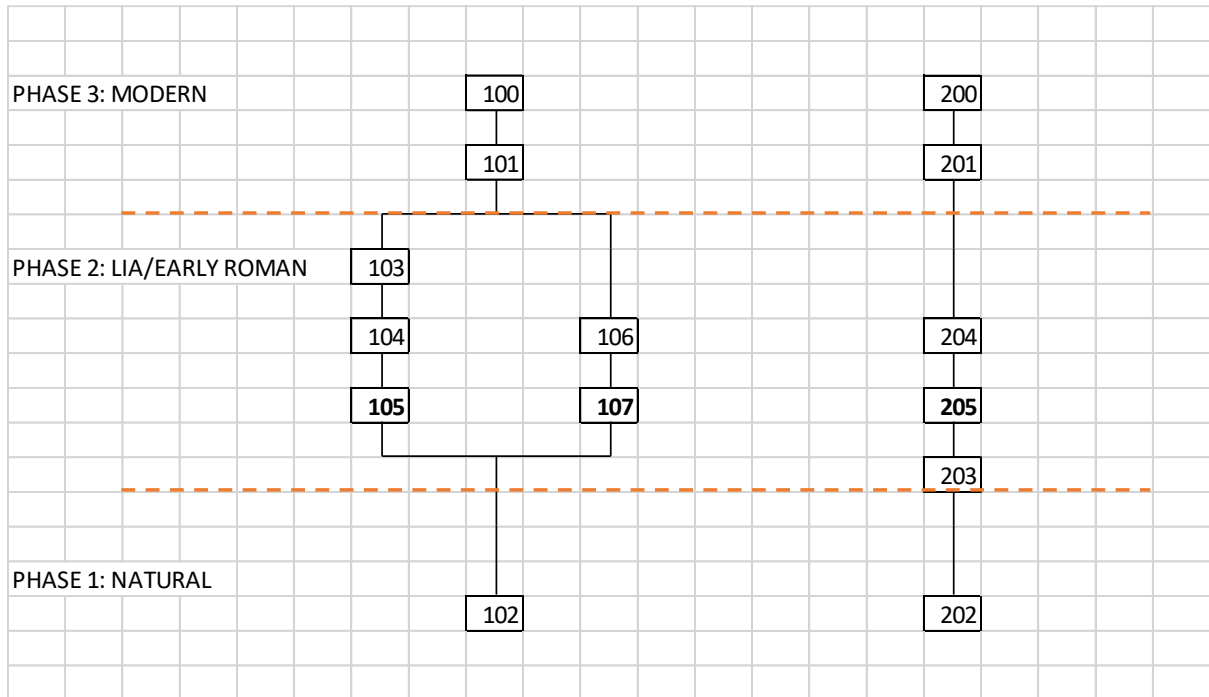 PHASE 3: MODERN 100 200
101 201
PHASE 2: LIA/EARLY ROMAN 103
104 106 204
105 107 205
203
PHASE 1: NATURAL
102 202